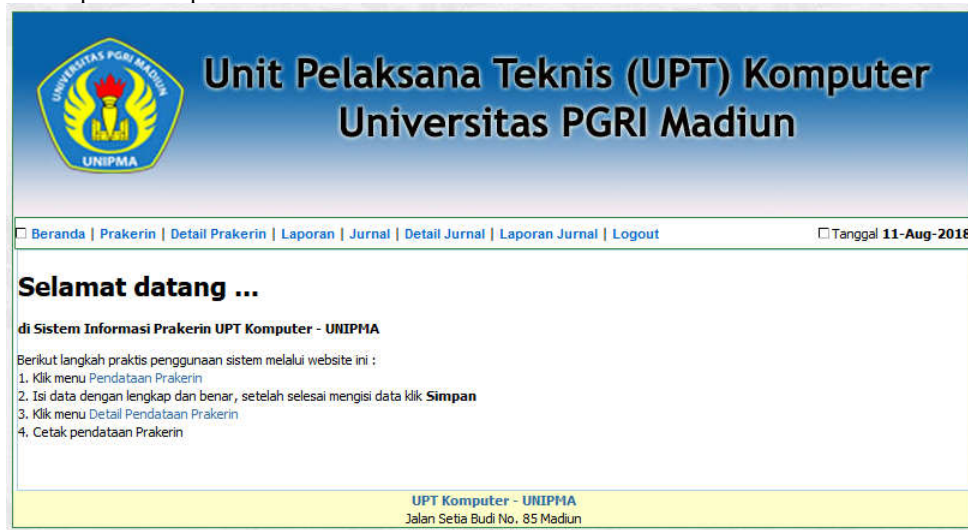 UNIVERSITAS PGRI MADIUN
UNIPMA
Unit Pelaksana Teknis (UPT) Komputer
Universitas PGRI Madiun
Beranda | Prakerin | Detail Prakerin | Laporan | Jurnal | Detail Jurnal | Laporan Jurnal | Logout
Tanggal 11-Aug-2018
Selamat datang ...
di Sistem Informasi Prakerin UPT Komputer - UNIPMA
Berikut langkah praktis penggunaan sistem melalui website ini :
1. Klik menu Pendataan Prakerin
2. Isi data dengan lengkap dan benar, setelah selesai mengisi data klik Simpan
3. Klik menu Detail Pendataan Prakerin
4. Cetak pendataan Prakerin
UPT Komputer - UNIPMA
Jalan Setia Budi No. 85 Madiun